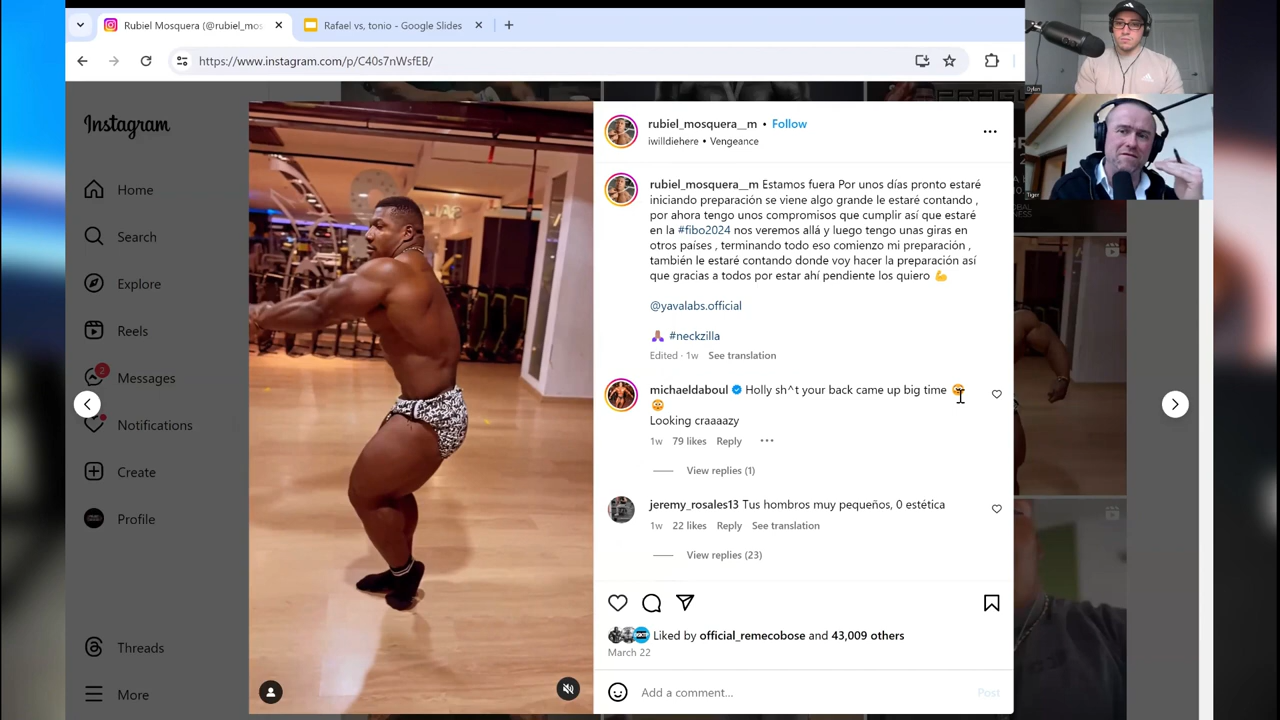 Rubiel Mosquera (@rubiel_mos
Rafael vs, tonio - Google Slides
https://www.instagram.com/p/C40s7nWsfEB/
Dylan
Tiger
Instagram
Home
Search
Explore
Reels
2
Messages
Notifications
Create
Profile
Threads
More
rubiel_mosquera__m • Follow
iwilldiehere • Vengeance
rubiel_mosquera__m Estamos fuera Por unos días pronto estaré
iniciando preparación se viene algo grande le estaré contando ,
por ahora tengo unos compromisos que cumplir así que estaré
en la #fibo2024 nos veremos allá y luego tengo unas giras en
otros países , terminando todo eso comienzo mi preparación ,
también le estaré contando donde voy hacer la preparación así
que gracias a todos por estar ahí pendiente los quiero 💪
@yavalabs.official
🙏🏾 #neckzilla
Edited · 1w See translation
michaeldaboul Holly sh^t your back came up big time 😳
😳
Looking craaaazy
1w 79 likes Reply
View replies (1)
jeremy_rosales13 Tus hombros muy pequeños, 0 estética
1w 22 likes Reply See translation
View replies (23)
Liked by official_remecobose and 43,009 others
March 22
Add a comment...
Post